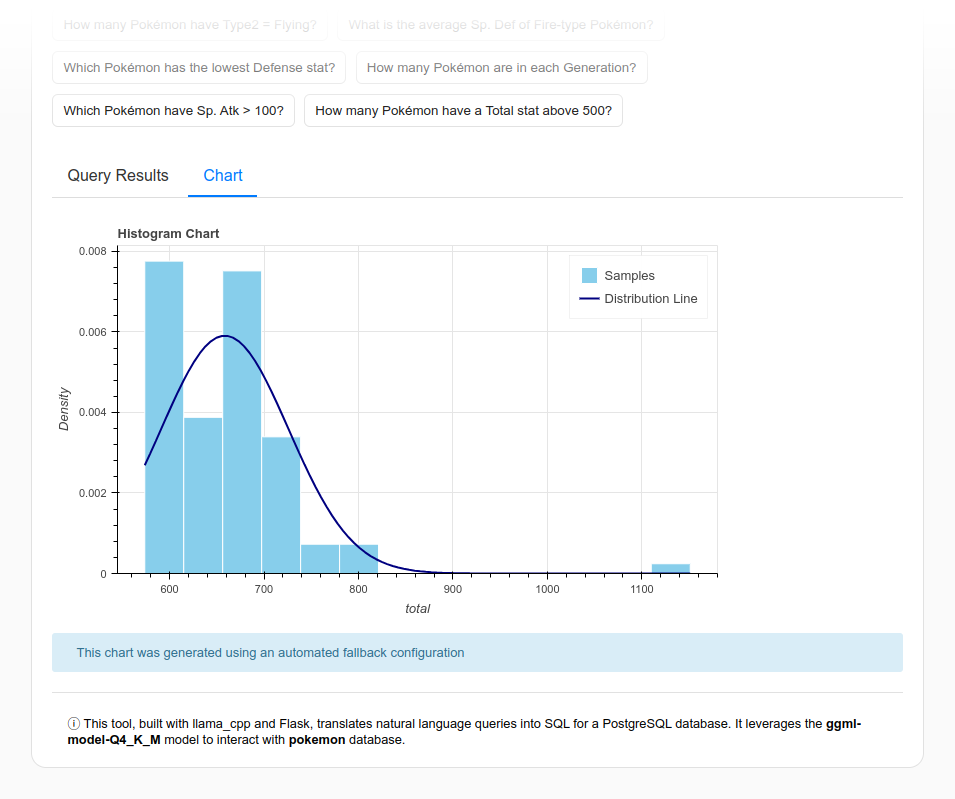 How many Pokémon have Type2 = Flying? What is the average Sp. Def of Fire-type Pokémon?
Which Pokémon has the lowest Defense stat? How many Pokémon are in each Generation?
Which Pokémon have Sp. Atk > 100? How many Pokémon have a Total stat above 500?
Query Results Chart
Histogram Chart
0.008
Samples
Distribution Line
0.006
Density
0.004
0.002
0
600 700 800 900 1000 1100
total
This chart was generated using an automated fallback configuration
ⓘ This tool, built with llama_cpp and Flask, translates natural language queries into SQL for a PostgreSQL database. It leverages the ggml-
model-Q4_K_M model to interact with pokemon database.